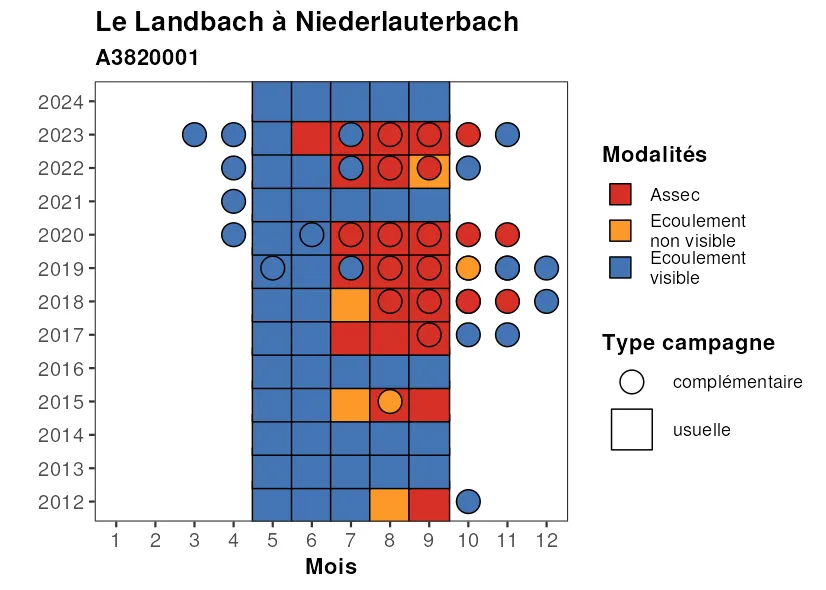 Le Landbach à Niederlauterbach
A3820001
2024
2023
2022
2021
2020
2019
2018
2017
2016
2015
2014
2013
2012
1 2 3 4 5 6 7 8 9 10 11 12
Mois
Modalités
Assec
Ecoulement
non visible
Ecoulement
visible
Type campagne
complémentaire
usuelle